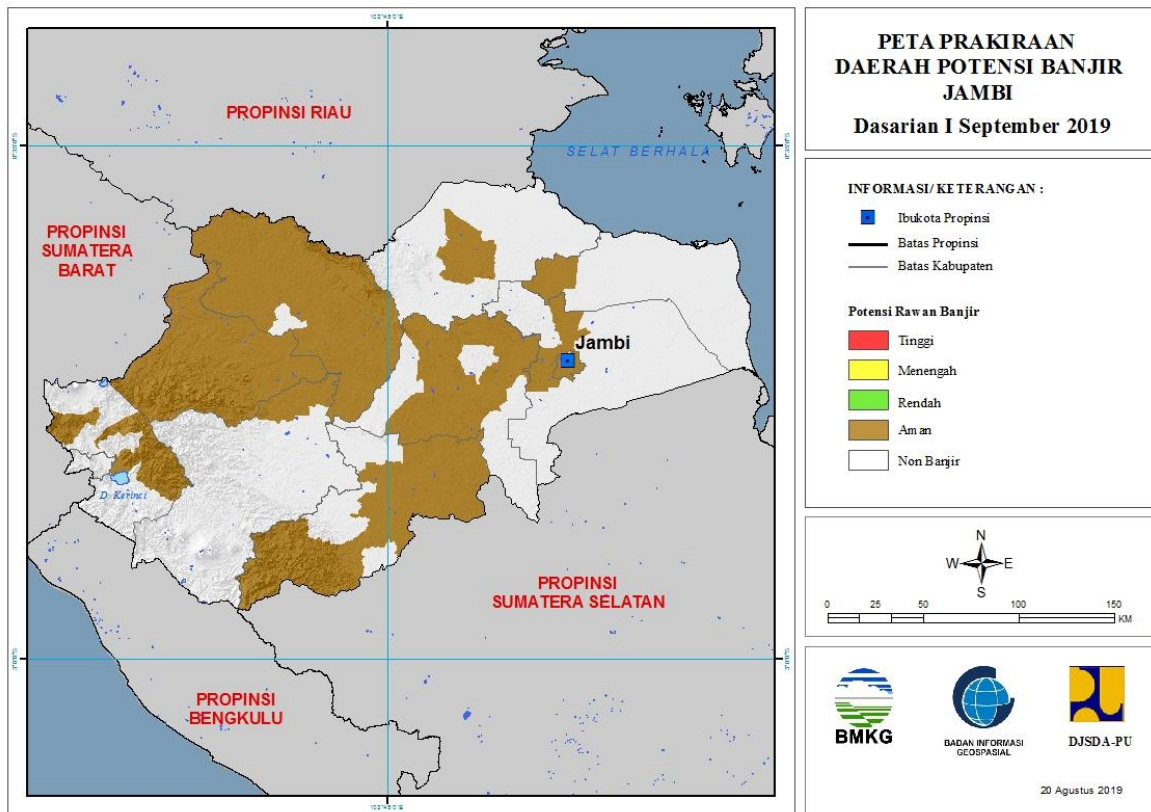 PROPINSI RIAU
SELAT BERHALA
PROPINSI
SUMATERA
BARAT
Jambi
D. Kerinci
PROPINSI
SUMATERA SELATAN
PROPINSI
BENGKULU
PETA PRAKIRAAN
DAERAH POTENSI BANJIR
JAMBI
Dasarian I September 2019
INFORMASI/KETERANGAN :
Ibukota Propinsi
Batas Propinsi
Batas Kabupaten
Potensi Rawan Banjir
Tinggi
Menengah
Rendah
Aman
Non Banjir
N
W E
S
0 25 50 100 150
KM
BMKG
BADAN INFORMASI
GEOSPASIAL
DJSDA-PU
20 Agustus 2019